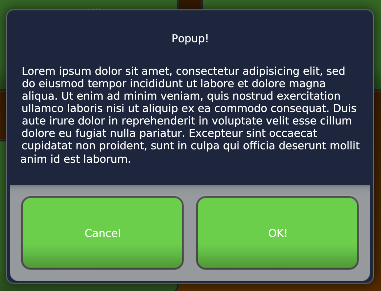 Popup!
Lorem ipsum dolor sit amet, consectetur adipisicing elit, sed
do eiusmod tempor incididunt ut labore et dolore magna
aliqua. Ut enim ad minim veniam, quis nostrud exercitation
ullamco laboris nisi ut aliquip ex ea commodo consequat. Duis
aute irure dolor in reprehenderit in voluptate velit esse cillum
dolore eu fugiat nulla pariatur. Excepteur sint occaecat
cupidatat non proident, sunt in culpa qui officia deserunt mollit
anim id est laborum.
Cancel
OK!